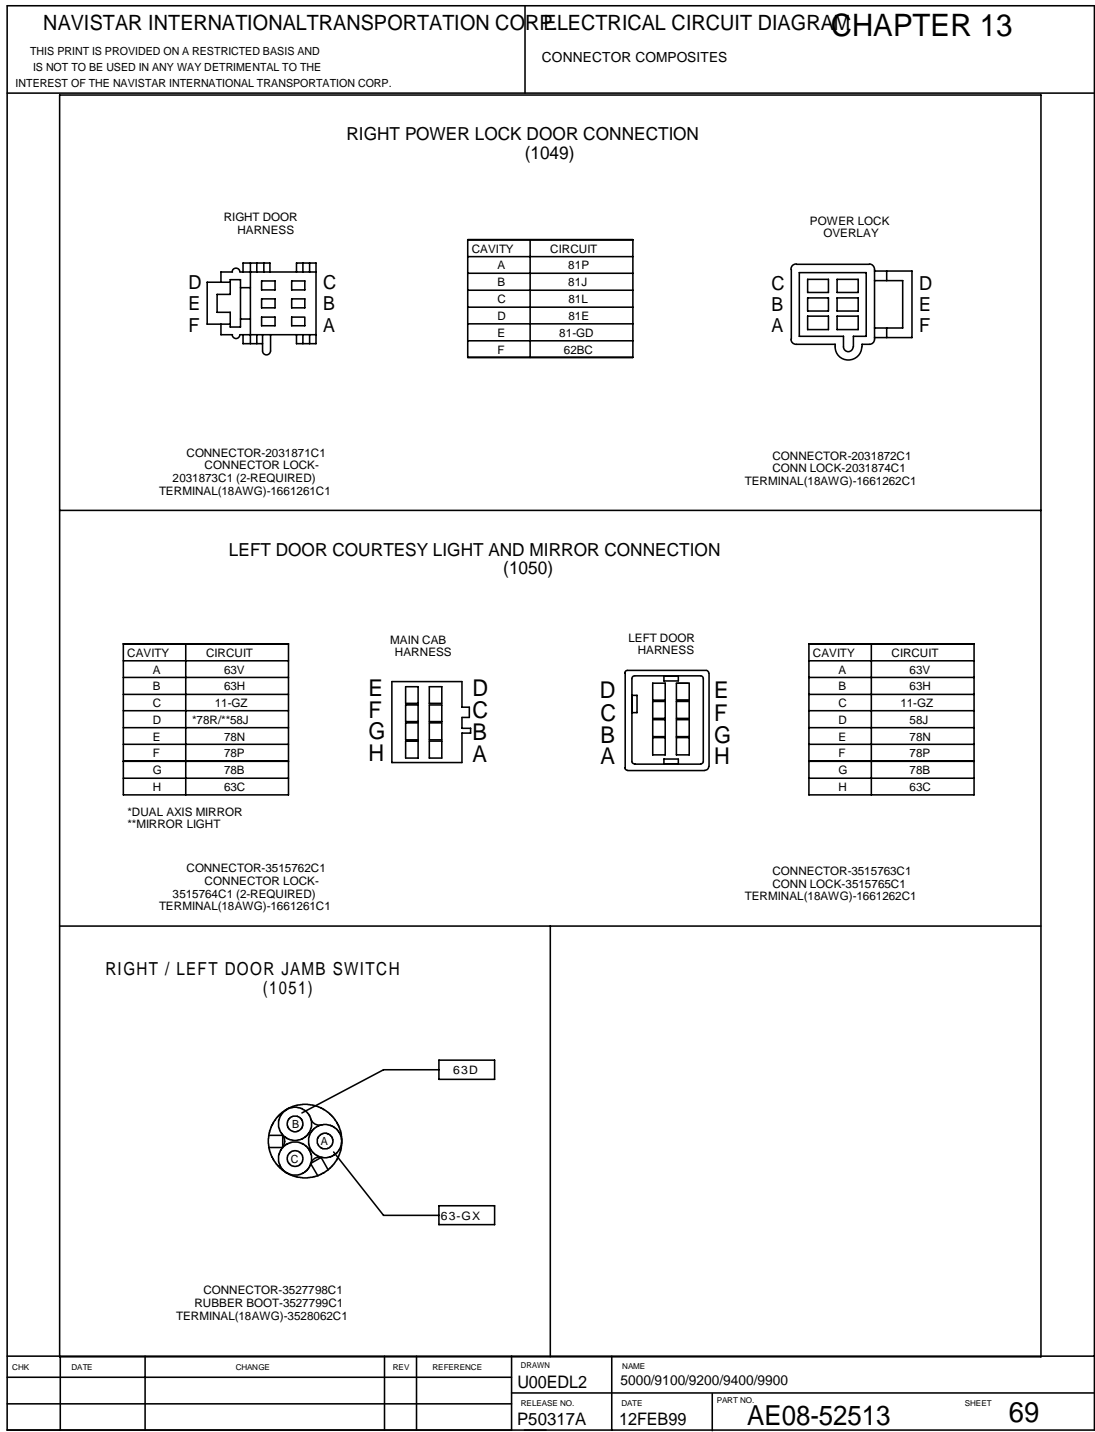 NAVISTAR INTERNATIONALTRANSPORTATION CORP.
ELECTRICAL CIRCUIT DIAGRAM
CHAPTER 13
THIS PRINT IS PROVIDED ON A RESTRICTED BASIS AND
IS NOT TO BE USED IN ANY WAY DETRIMENTAL TO THE
INTEREST OF THE NAVISTAR INTERNATIONAL TRANSPORTATION CORP.
CONNECTOR COMPOSITES
RIGHT POWER LOCK DOOR CONNECTION
(1049)
RIGHT DOOR
HARNESS
D C
E B
F A
CAVITY CIRCUIT
A 81P
B 81J
C 81L
D 81E
E 81-GD
F 62BC
POWER LOCK
OVERLAY
C D
B E
A F
CONNECTOR-2031871C1
CONNECTOR LOCK-
2031873C1 (2-REQUIRED)
TERMINAL(18AWG)-1661261C1
CONNECTOR-2031872C1
CONN LOCK-2031874C1
TERMINAL(18AWG)-1661262C1
LEFT DOOR COURTESY LIGHT AND MIRROR CONNECTION
(1050)
CAVITY CIRCUIT
A 63V
B 63H
C 11-GZ
D *78R/**58J
E 78N
F 78P
G 78B
H 63C
*DUAL AXIS MIRROR
**MIRROR LIGHT
MAIN CAB
HARNESS
E D
F C
G B
H A
LEFT DOOR
HARNESS
D E
C F
B G
A H
CAVITY CIRCUIT
A 63V
B 63H
C 11-GZ
D 58J
E 78N
F 78P
G 78B
H 63C
CONNECTOR-3515762C1
CONNECTOR LOCK-
3515764C1 (2-REQUIRED)
TERMINAL(18AWG)-1661261C1
CONNECTOR-3515763C1
CONN LOCK-3515765C1
TERMINAL(18AWG)-1661262C1
RIGHT / LEFT DOOR JAMB SWITCH
(1051)
63D
B
A
C
63-GX
CONNECTOR-3527798C1
RUBBER BOOT-3527799C1
TERMINAL(18AWG)-3528062C1
CHK DATE CHANGE REV REFERENCE
DRAWN
U00EDL2
NAME
5000/9100/9200/9400/9900
RELEASE NO.
P50317A
DATE
12FEB99
PART NO.
AE08-52513
SHEET 69